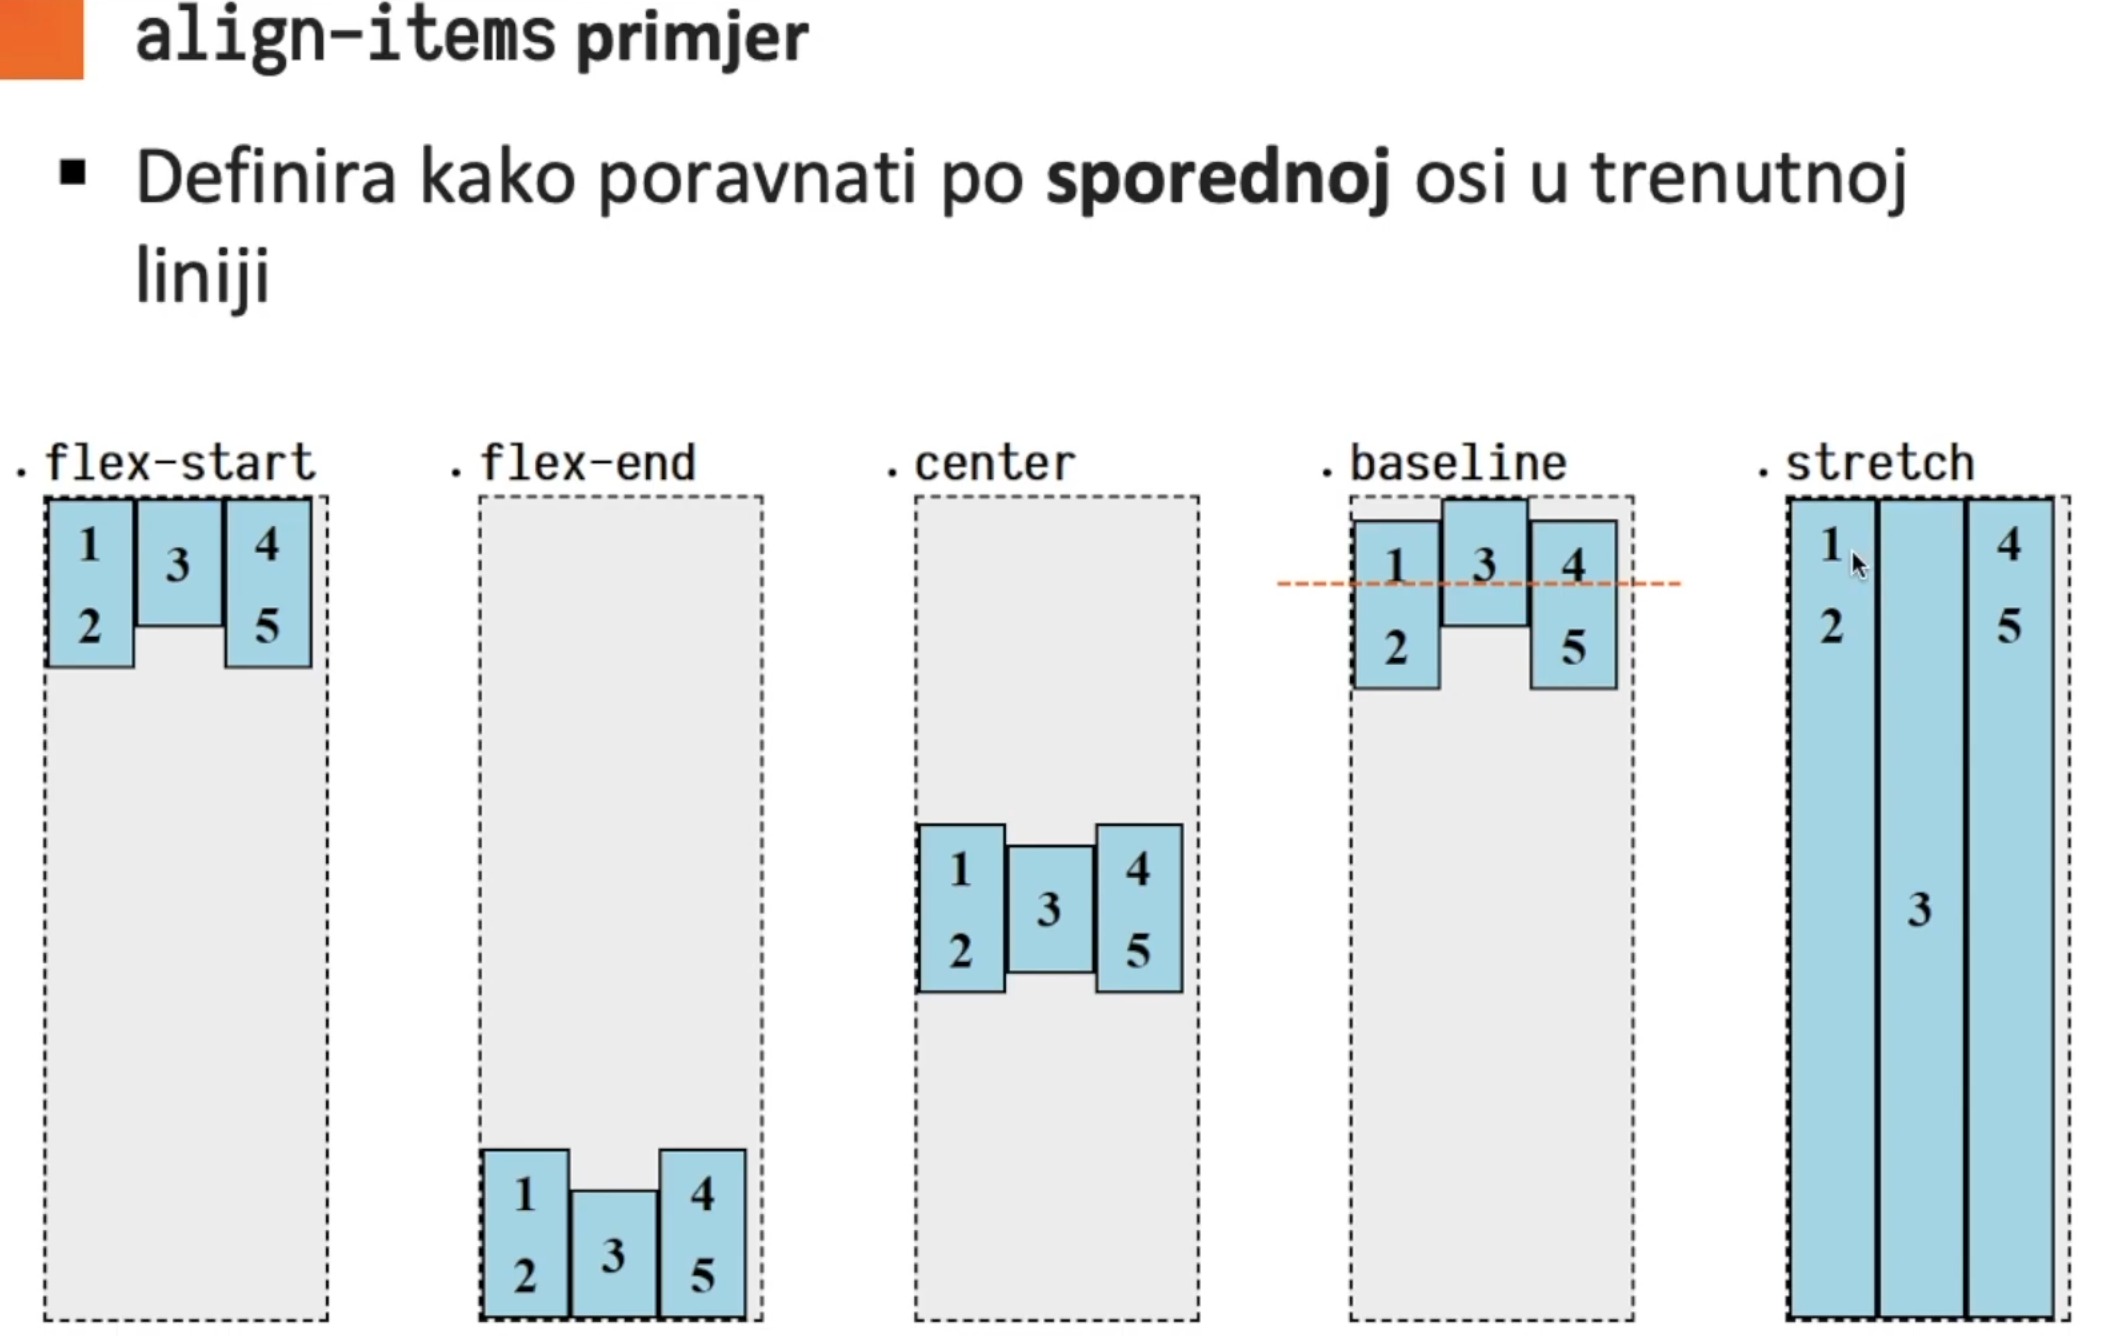 align-items primjer
▪ Definira kako poravnati po sporednoj osi u trenutnoj
liniji
. flex-start . flex-end . center . baseline . stretch
1 3 4
2 5
1 3 4
2 5
1 3 4
2 5
1 3 4
2 5
1 4
2 5
3